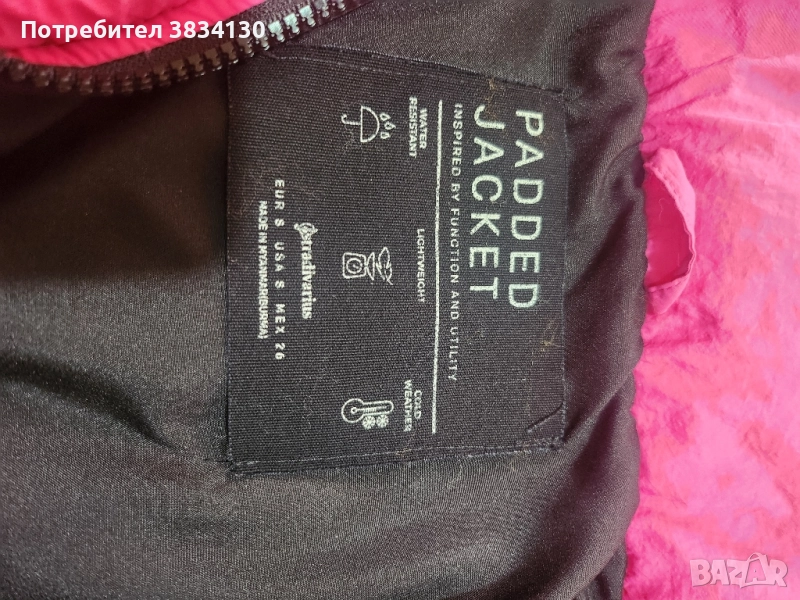 Потребител 3834130
PADDED
JACKET
INSPIRED BY FUNCTION AND UTILITY
WATER
RESISTANT
LIGHTWEIGHT
COLD
WEATHER
stradivarius
EUR S USA S MEX 26
MADE IN MYANMAR(BURMA)
BAZAR